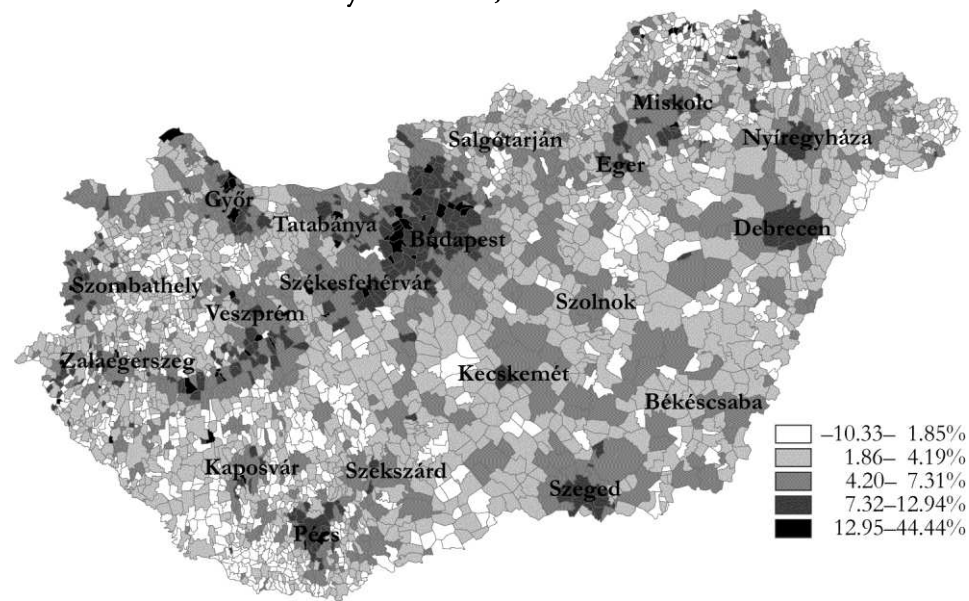 Miskolc
Salgótarján
Nyíregyháza
Eger
Győr
Tatabánya
Budapest
Debrecen
Szombathely
Székesfehérvár
Szolnok
Veszprém
Zalaegerszeg
Kecskemét
Békéscsaba
–10.33– 1.85%
1.86– 4.19%
4.20– 7.31%
7.32–12.94%
12.95–44.44%
Kaposvár
Szekszárd
Szeged
Pécs